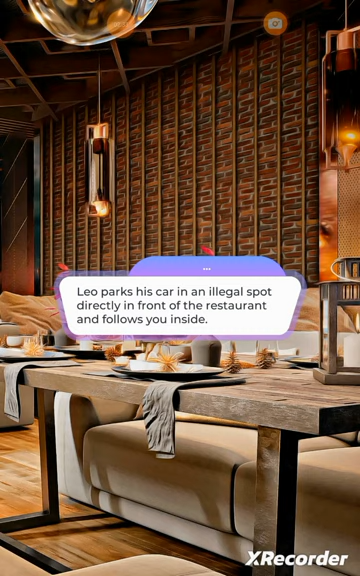 ...
Leo parks his car in an illegal spot
directly in front of the restaurant
and follows you inside.
XRecorder